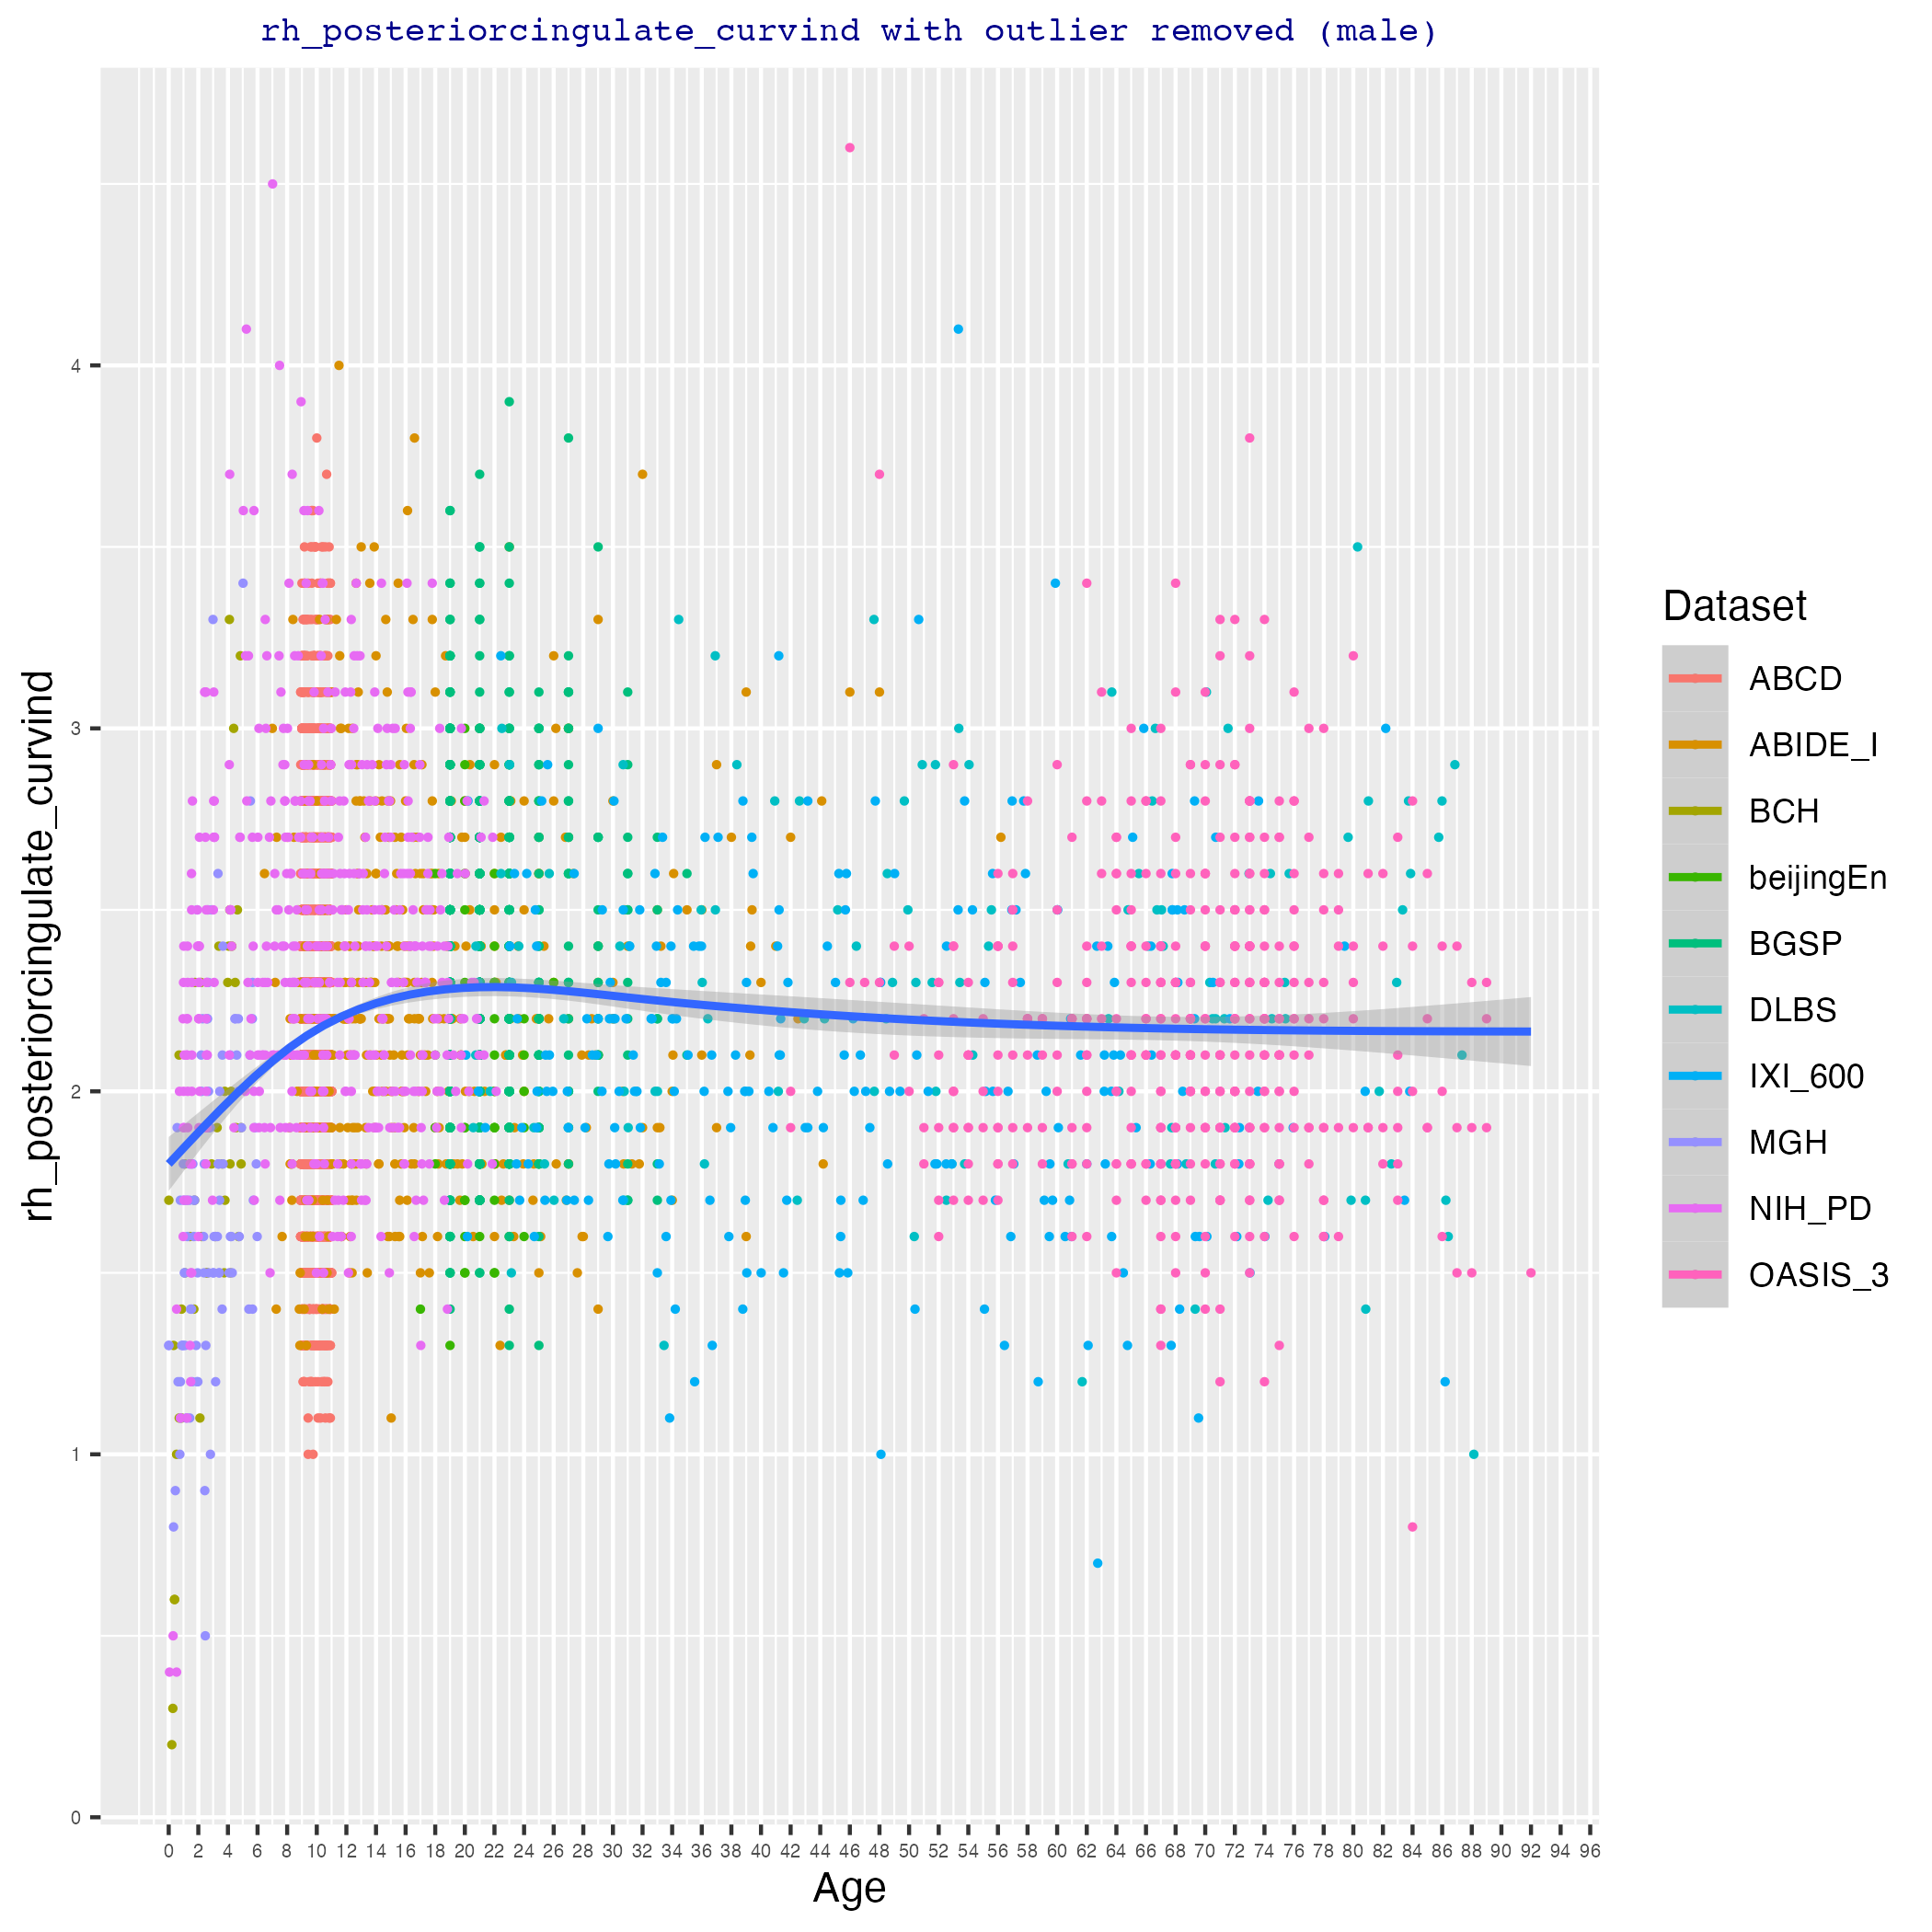 rh_posteriorcingulate_curvind with outlier removed (male)
rh_posteriorcingulate_curvind
4
3
2
1
0
0 2 4 6 8 10 12 14 16 18 20 22 24 26 28 30 32 34 36 38 40 42 44 46 48 50 52 54 56 58 60 62 64 66 68 70 72 74 76 78 80 82 84 86 88 90 92 94 96
Age
Dataset
ABCD
ABIDE_I
BCH
beijingEn
BGSP
DLBS
IXI_600
MGH
NIH_PD
OASIS_3